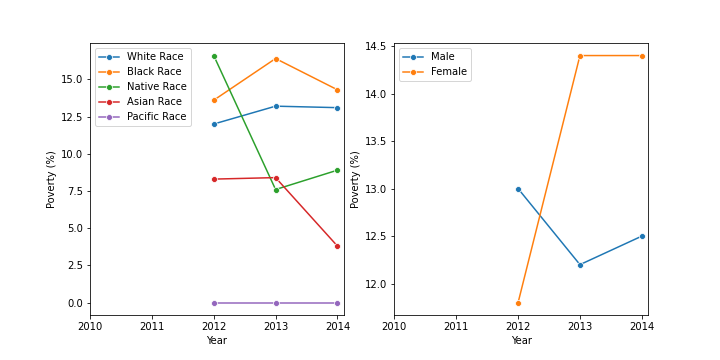 White Race
Black Race
Native Race
Asian Race
Pacific Race
15.0
12.5
10.0
7.5
5.0
2.5
0.0
Poverty (%)
2010 2011 2012 2013 2014
Year
Male
Female
14.5
14.0
13.5
13.0
12.5
12.0
Poverty (%)
2010 2011 2012 2013 2014
Year